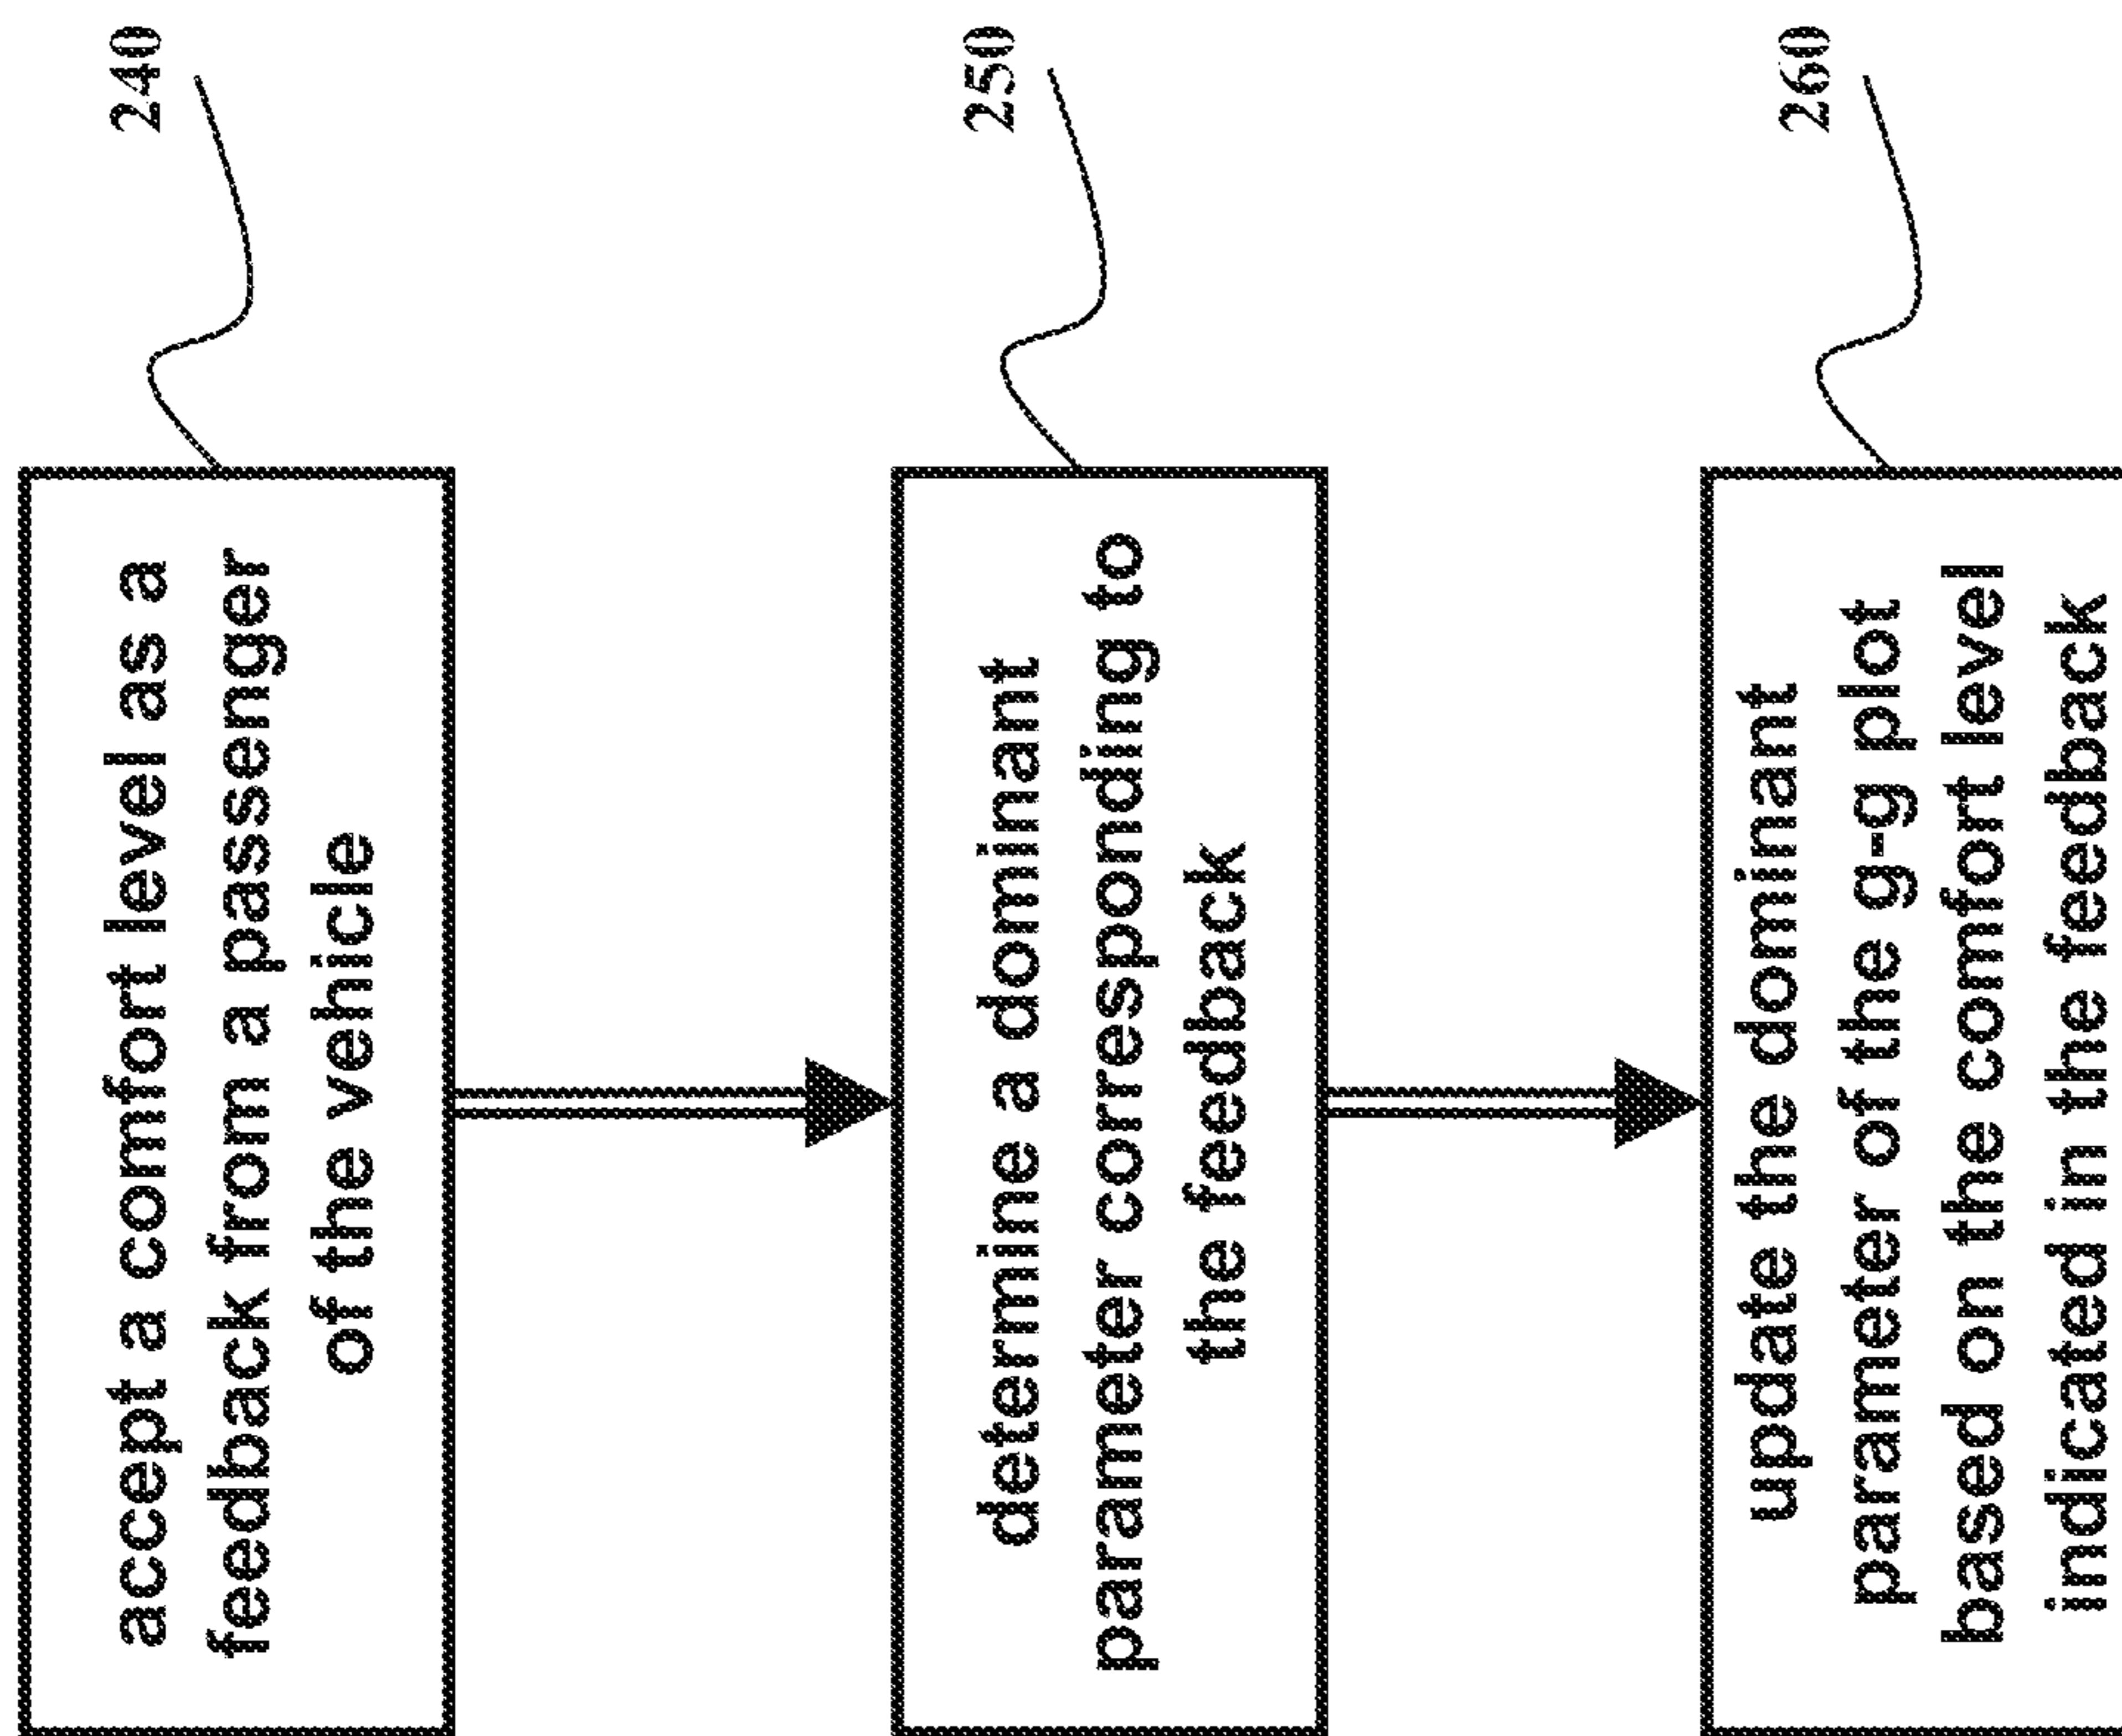 240
accept a comfort level as a
feedback from a passenger
of the vehicle
250
determine a dominant
parameter corresponding to
the feedback
260
update the dominant
parameter of the g-g plot
based on the comfort level
indicated in the feedback